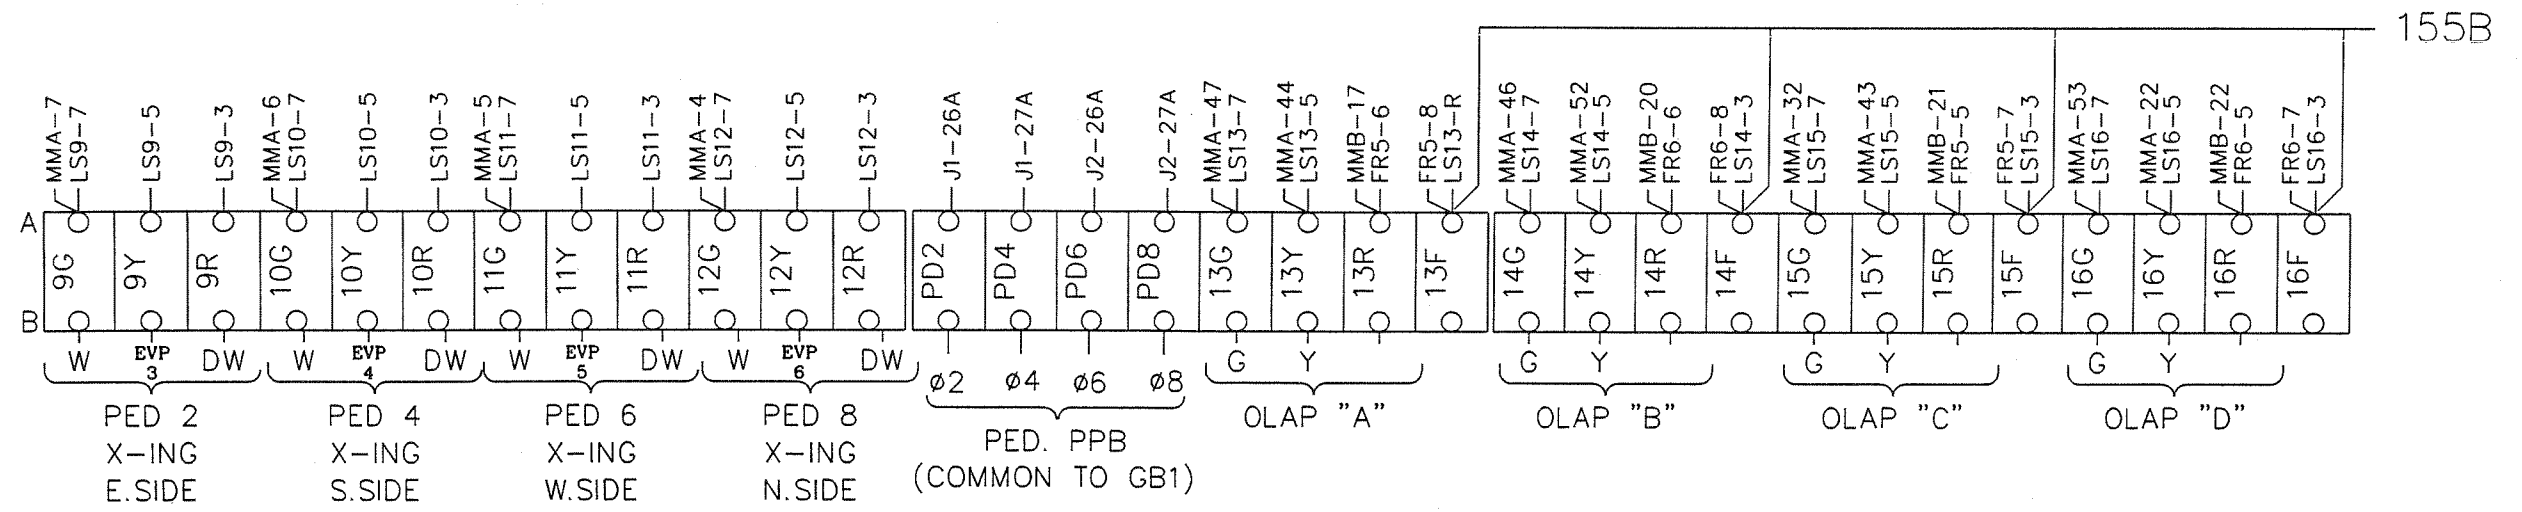 155B
MMA-7
LS9-7
LS9-5
LS9-3
MMA-6
LS10-7
LS10-5
LS10-3
MMA-5
LS11-7
LS11-5
LS11-3
MMA-4
LS12-7
LS12-5
LS12-3
J1-26A
J1-27A
J2-26A
J2-27A
MMA-47
LS13-7
MMA-44
LS13-5
MMB-17
FR5-6
FR5-8
LS13-R
MMA-46
LS14-7
MMA-52
LS14-5
MMB-20
FR6-6
FR6-8
LS14-3
MMA-32
LS15-7
MMA-43
LS15-5
MMB-21
FR5-5
FR5-7
LS15-3
MMA-53
LS16-7
MMA-22
LS16-5
MMB-22
FR6-5
FR6-7
LS16-3
A
9G 9Y 9R 10G 10Y 10R 11G 11Y 11R 12G 12Y 12R PD2 PD4 PD6 PD8 13G 13Y 13R 13F 14G 14Y 14R 14F 15G 15Y 15R 15F 16G 16Y 16R 16F
B
W EVP 3 DW W EVP 4 DW W EVP 5 DW W EVP 6 DW ø2 ø4 ø6 ø8 G Y G Y G Y G Y
PED 2
X-ING
E.SIDE
PED 4
X-ING
S.SIDE
PED 6
X-ING
W.SIDE
PED 8
X-ING
N.SIDE
PED. PPB
(COMMON TO GB1)
OLAP "A"
OLAP "B"
OLAP "C"
OLAP "D"